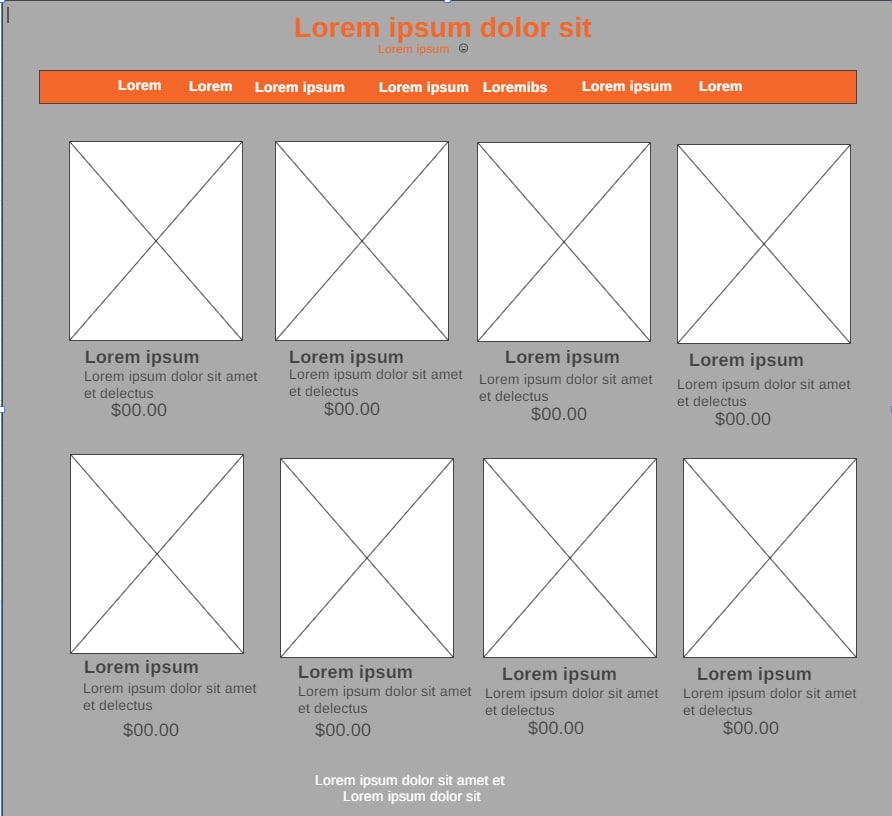 Lorem ipsum dolor sit
Lorem ipsum ☺
Lorem Lorem Lorem ipsum Lorem ipsum Loremibs Lorem ipsum Lorem
Lorem ipsum
Lorem ipsum dolor sit amet
et delectus
$00.00
Lorem ipsum
Lorem ipsum dolor sit amet
et delectus
$00.00
Lorem ipsum
Lorem ipsum dolor sit amet
et delectus
$00.00
Lorem ipsum
Lorem ipsum dolor sit amet
et delectus
$00.00
Lorem ipsum
Lorem ipsum dolor sit amet
et delectus
$00.00
Lorem ipsum
Lorem ipsum dolor sit amet
et delectus
$00.00
Lorem ipsum
Lorem ipsum dolor sit amet
et delectus
$00.00
Lorem ipsum
Lorem ipsum dolor sit amet
et delectus
$00.00
Lorem ipsum dolor sit amet et
Lorem ipsum dolor sit